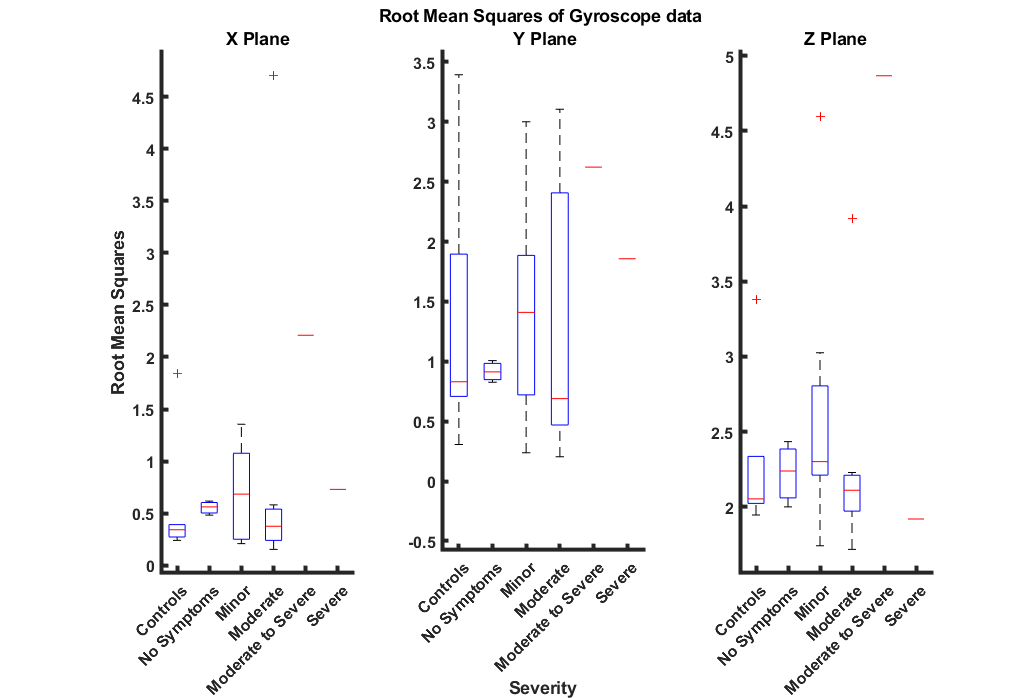 Root Mean Squares of Gyroscope data
X Plane
Y Plane
Z Plane
Root Mean Squares
4.5
4
3.5
3
2.5
2
1.5
1
0.5
0
Controls
No Symptoms
Minor
Moderate
Moderate to Severe
Severe
3.5
3
2.5
2
1.5
1
0.5
0
-0.5
Controls
No Symptoms
Minor
Moderate
Moderate to Severe
Severe
5
4.5
4
3.5
3
2.5
2
Controls
No Symptoms
Minor
Moderate
Moderate to Severe
Severe
Severity